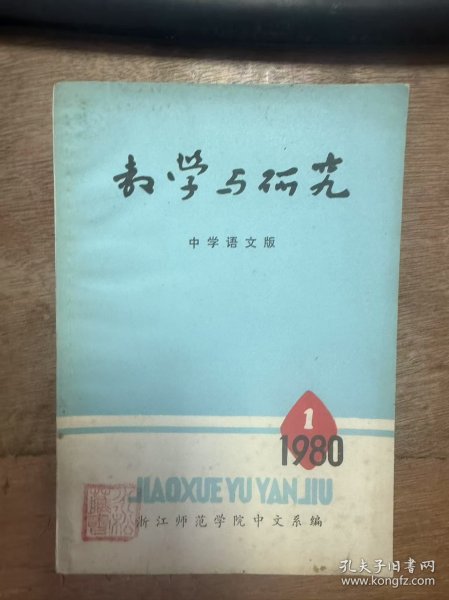 教学与研究
中学语文版
1
1980
JIAOXUE YU YANJIU
浙江师范学院中文系编
孔夫子旧书网
www.kongfz.com